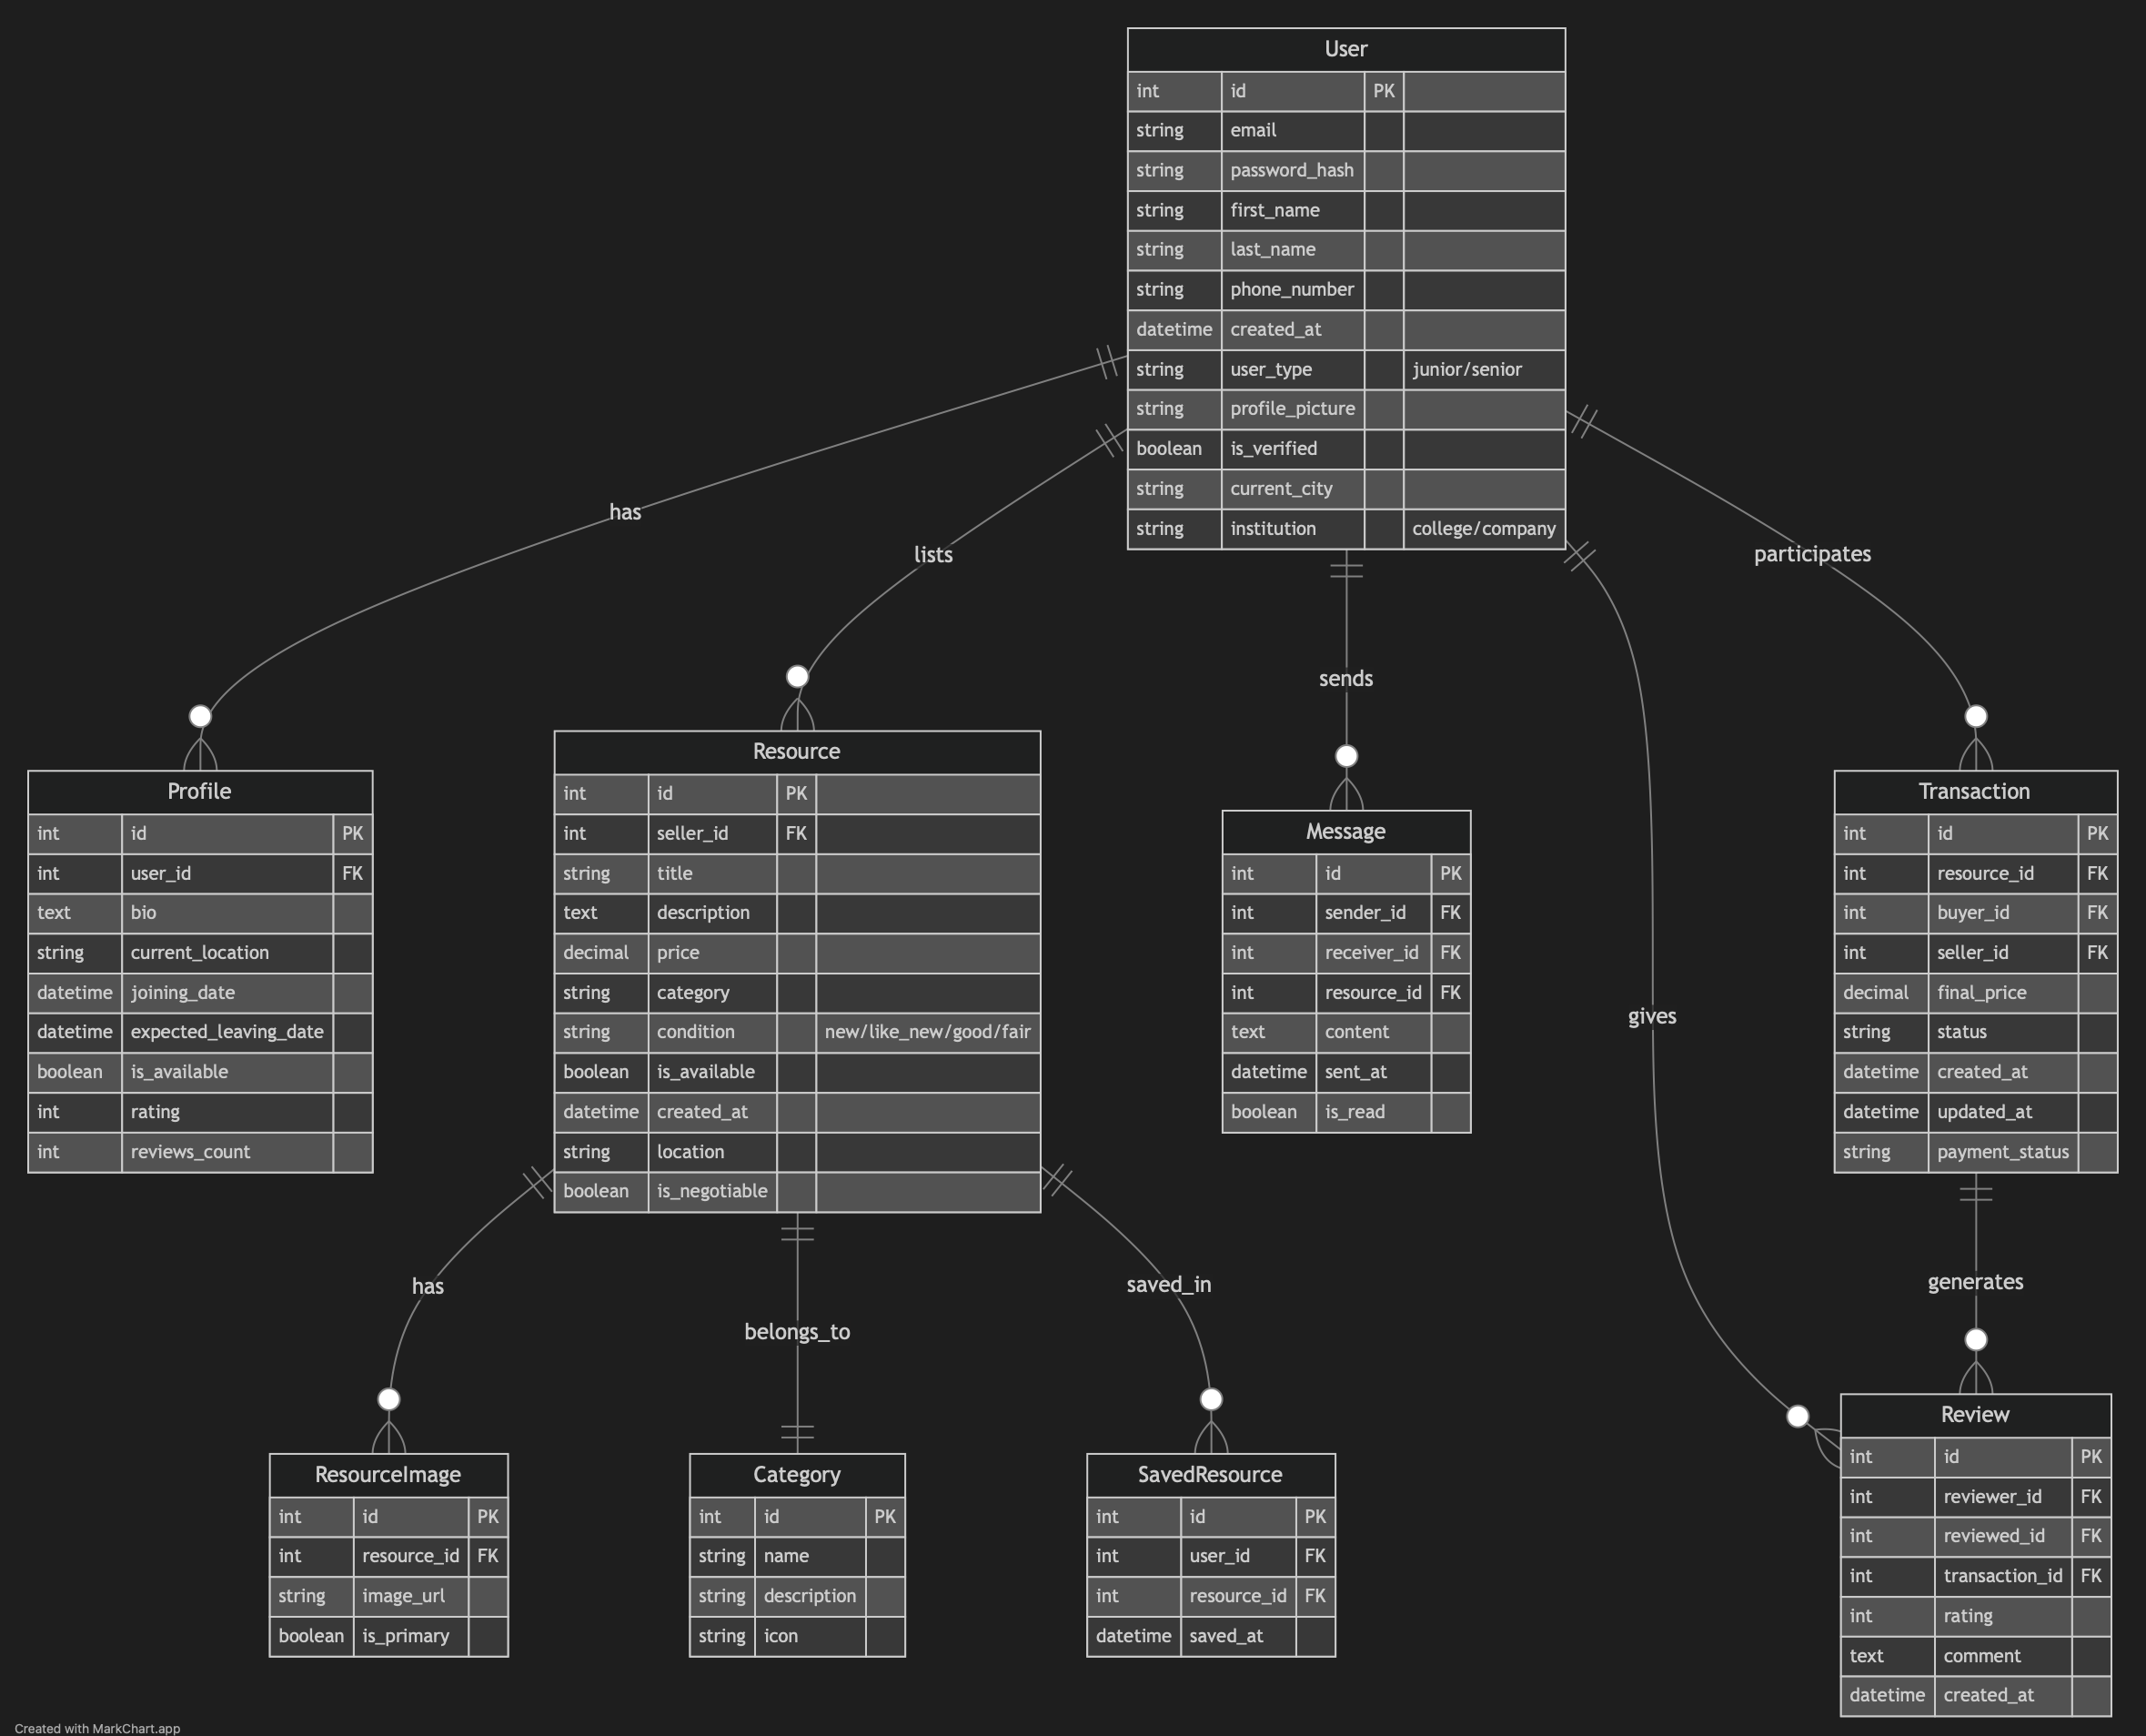 User
int id PK
string email
string password_hash
string first_name
string last_name
string phone_number
datetime created_at
string user_type junior/senior
string profile_picture
boolean is_verified
string current_city
string institution college/company
has
lists
sends
participates
gives
Profile
int id PK
int user_id FK
text bio
string current_location
datetime joining_date
datetime expected_leaving_date
boolean is_available
int rating
int reviews_count
Resource
int id PK
int seller_id FK
string title
text description
decimal price
string category
string condition new/like_new/good/fair
boolean is_available
datetime created_at
string location
boolean is_negotiable
Message
int id PK
int sender_id FK
int receiver_id FK
int resource_id FK
text content
datetime sent_at
boolean is_read
Transaction
int id PK
int resource_id FK
int buyer_id FK
int seller_id FK
decimal final_price
string status
datetime created_at
datetime updated_at
string payment_status
has
belongs_to
saved_in
generates
ResourceImage
int id PK
int resource_id FK
string image_url
boolean is_primary
Category
int id PK
string name
string description
string icon
SavedResource
int id PK
int user_id FK
int resource_id FK
datetime saved_at
Review
int id PK
int reviewer_id FK
int reviewed_id FK
int transaction_id FK
int rating
text comment
datetime created_at
Created with MarkChart.app